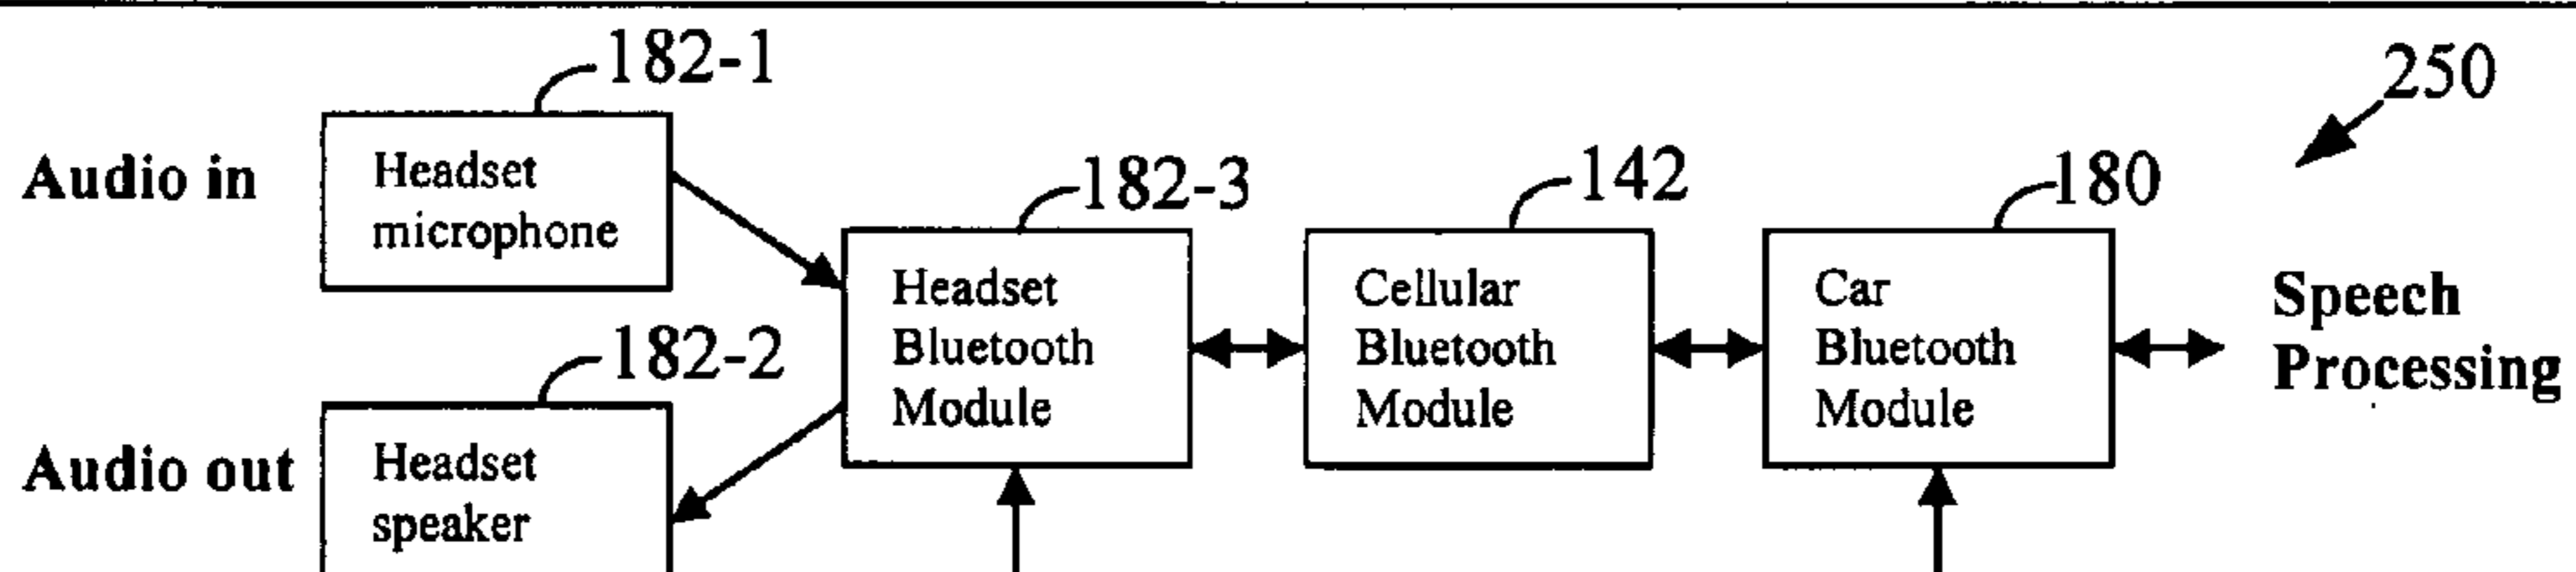 182-1
250
Audio in
Headset
microphone
182-3
142
180
Headset
Bluetooth
Module
Cellular
Bluetooth
Module
Car
Bluetooth
Module
Speech
Processing
182-2
Audio out
Headset
speaker